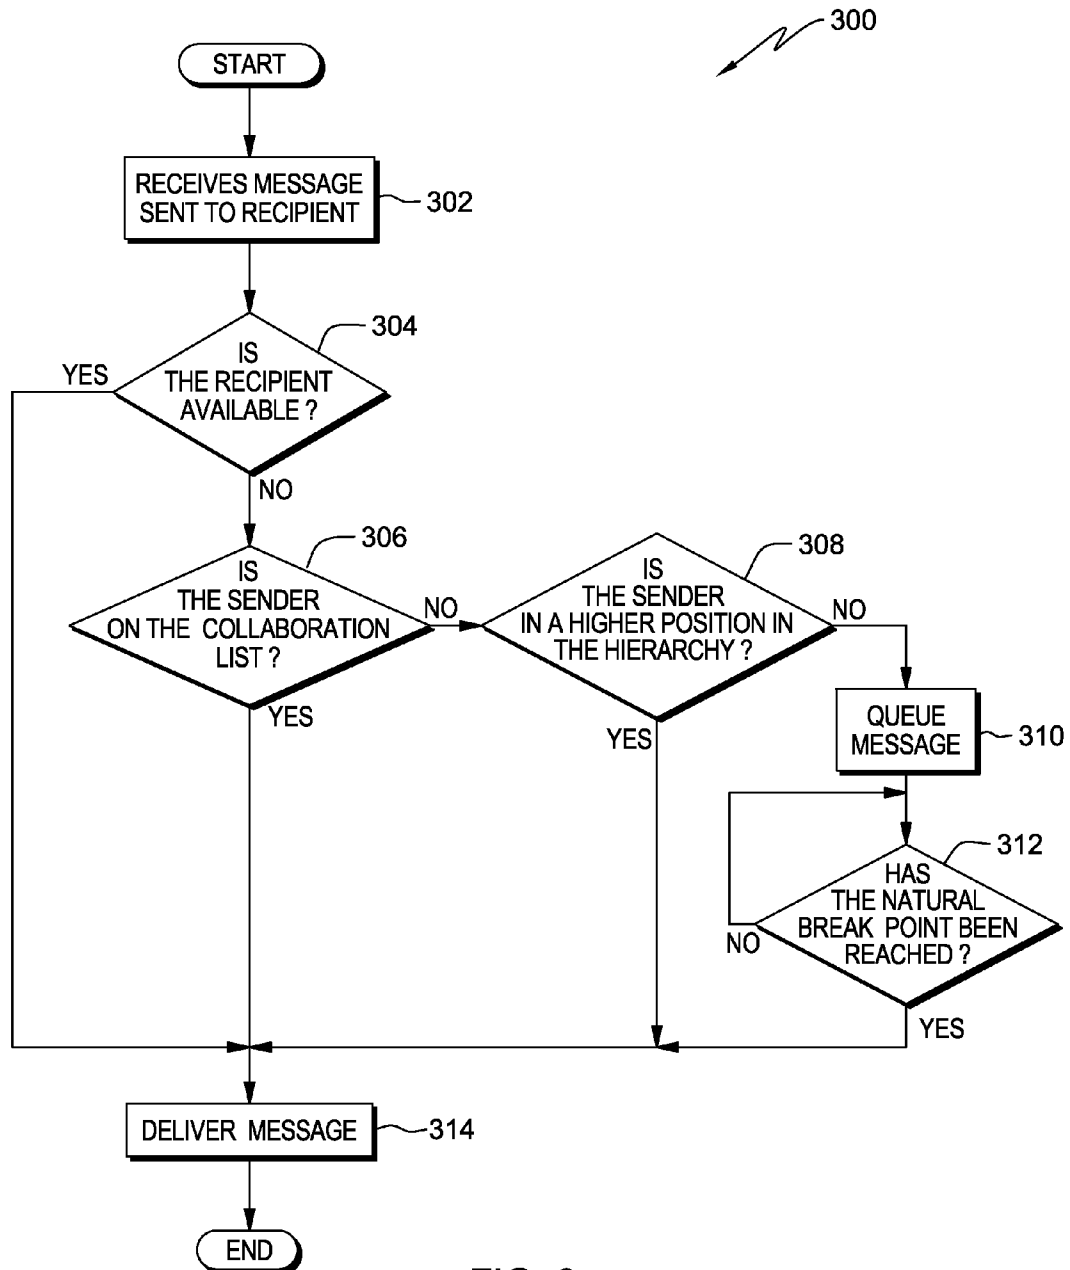 300
START
RECEIVES MESSAGE
SENT TO RECIPIENT
302
304
IS
THE RECIPIENT
AVAILABLE ?
YES
NO
306
IS
THE SENDER
ON THE COLLABORATION
LIST ?
NO
YES
308
IS
THE SENDER
IN A HIGHER POSITION IN
THE HIERARCHY ?
NO
YES
QUEUE
MESSAGE
310
312
HAS
THE NATURAL
BREAK POINT BEEN
REACHED ?
NO
YES
DELIVER MESSAGE
314
END